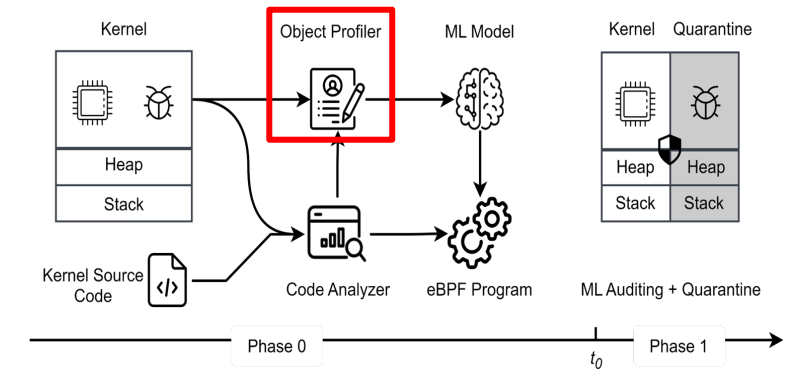 Kernel
Object Profiler
ML Model
Kernel Quarantine
Heap
Stack
Heap Heap
Stack Stack
Kernel Source
Code
</>
Code Analyzer
eBPF Program
ML Auditing + Quarantine
Phase 0
t0
Phase 1